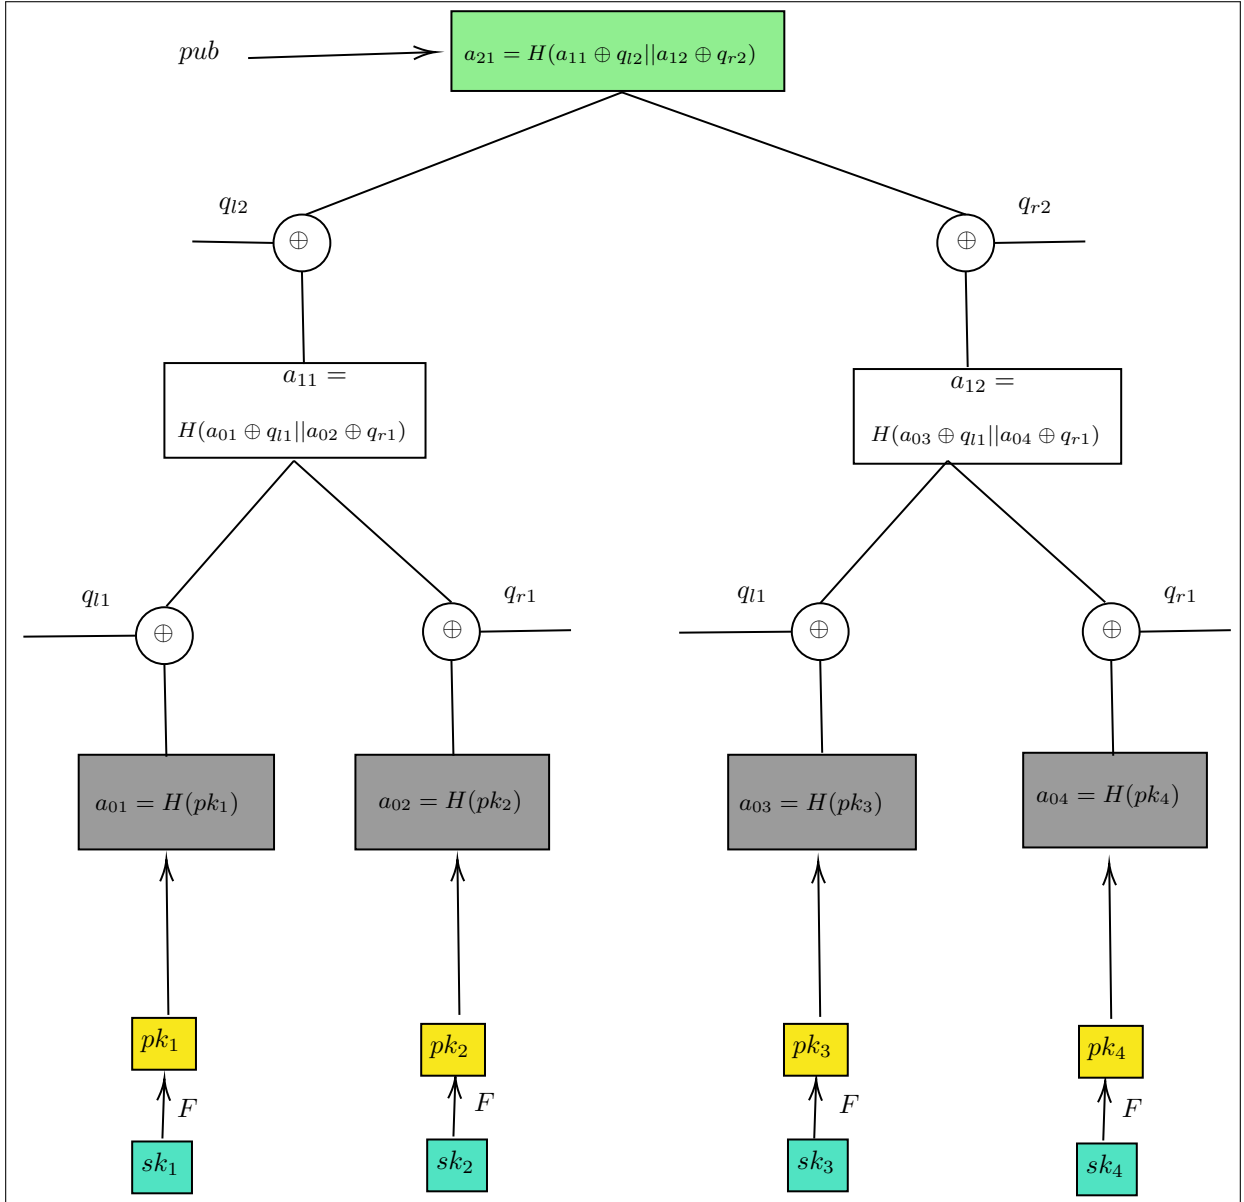 pub
a₂₁ = H(a₁₁ ⊕ qₗ₂||a₁₂ ⊕ qᵣ₂)
qₗ₂
qᵣ₂
⊕
⊕
a₁₁ =
H(a₀₁ ⊕ qₗ₁||a₀₂ ⊕ qᵣ₁)
a₁₂ =
H(a₀₃ ⊕ qₗ₁||a₀₄ ⊕ qᵣ₁)
qₗ₁
qᵣ₁
qₗ₁
qᵣ₁
⊕
⊕
⊕
⊕
a₀₁ = H(pk₁)
a₀₂ = H(pk₂)
a₀₃ = H(pk₃)
a₀₄ = H(pk₄)
pk₁
pk₂
pk₃
pk₄
F
F
F
F
sk₁
sk₂
sk₃
sk₄